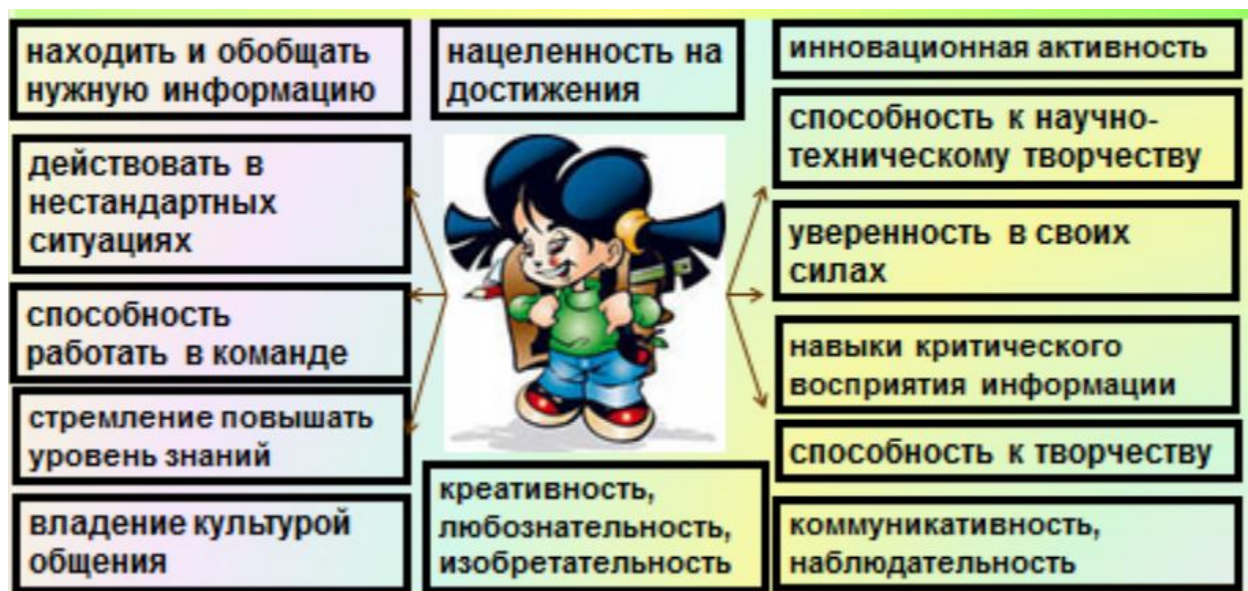 находить и обобщать
нужную информацию
действовать в
нестандартных
ситуациях
способность
работать в команде
стремление повышать
уровень знаний
владение культурой
общения
нацеленность на
достижения
креативность,
любознательность,
изобретательность
инновационная активность
способность к научно-
техническому творчеству
уверенность в своих
силах
навыки критического
восприятия информации
способность к творчеству
коммуникативность,
наблюдательность